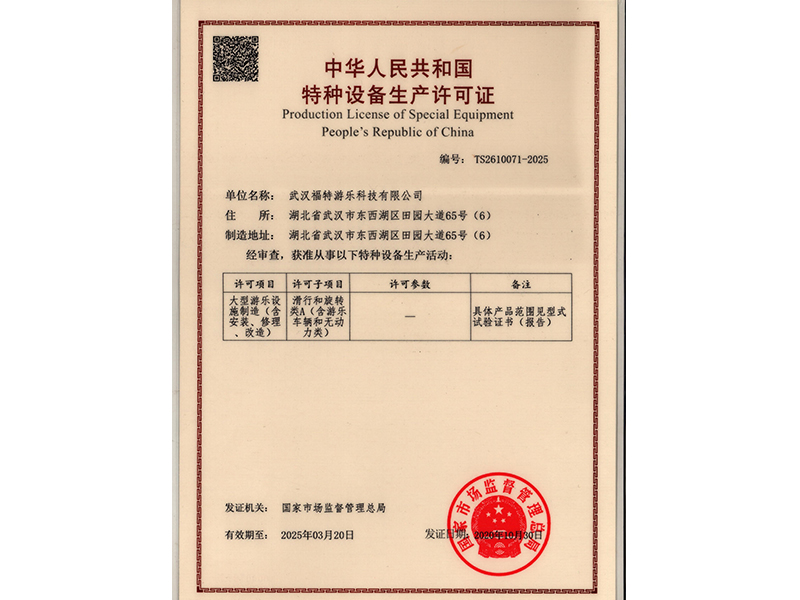 中华人民共和国
特种设备生产许可证
Production License of Special Equipment
People's Republic of China
编号： TS2610071-2025
单位名称： 武汉福特游乐科技有限公司
住 所： 湖北省武汉市东西湖区田园大道65号（6）
制造地址： 湖北省武汉市东西湖区田园大道65号（6）
经审查，获准从事以下特种设备生产活动：
许可项目 许可子项目 许可参数 备注
大型游乐设施制造（含安装、修理、改造） 滑行和旋转类A（含游乐车辆和无动力类） — 具体产品范围见型式试验证书（报告）
发证机关： 国家市场监督管理总局
有效期至： 2025年03月20日
发证日期： 2020年10月30日
国家市场监督管理总局